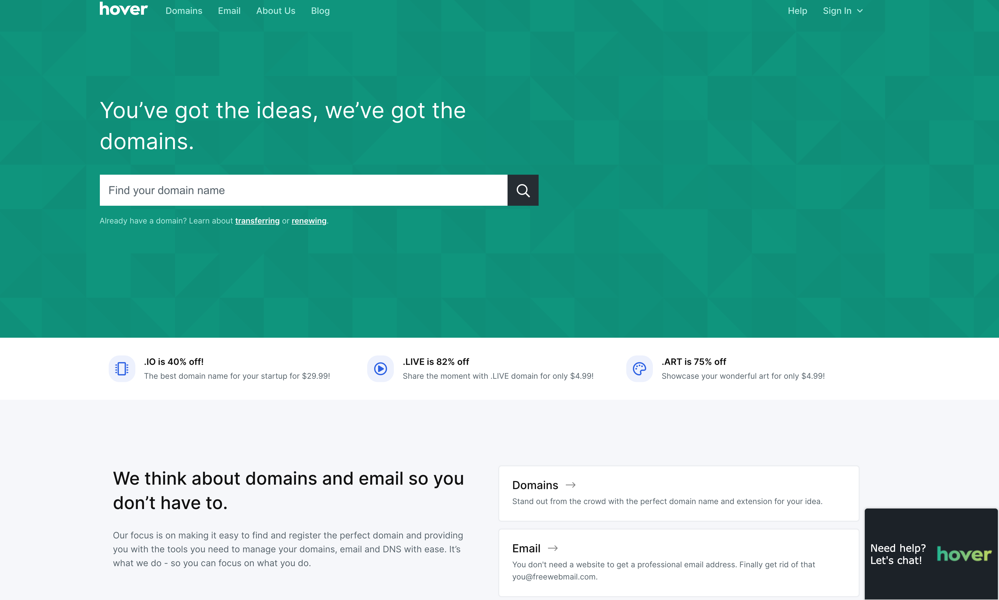 hover
Domains
Email
About Us
Blog
Help
Sign In
You’ve got the ideas, we’ve got the
domains.
Find your domain name
Already have a domain? Learn about transferring or renewing.
.IO is 40% off!
The best domain name for your startup for $29.99!
.LIVE is 82% off
Share the moment with .LIVE domain for only $4.99!
.ART is 75% off
Showcase your wonderful art for only $4.99!
We think about domains and email so you
don’t have to.
Our focus is on making it easy to find and register the perfect domain and providing
you with the tools you need to manage your domains, email and DNS with ease. It’s
what we do - so you can focus on what you do.
Domains
Stand out from the crowd with the perfect domain name and extension for your idea.
Email
You don't need a website to get a professional email address. Finally get rid of that
you@freewebmail.com.
Need help?
Let's chat!
hover